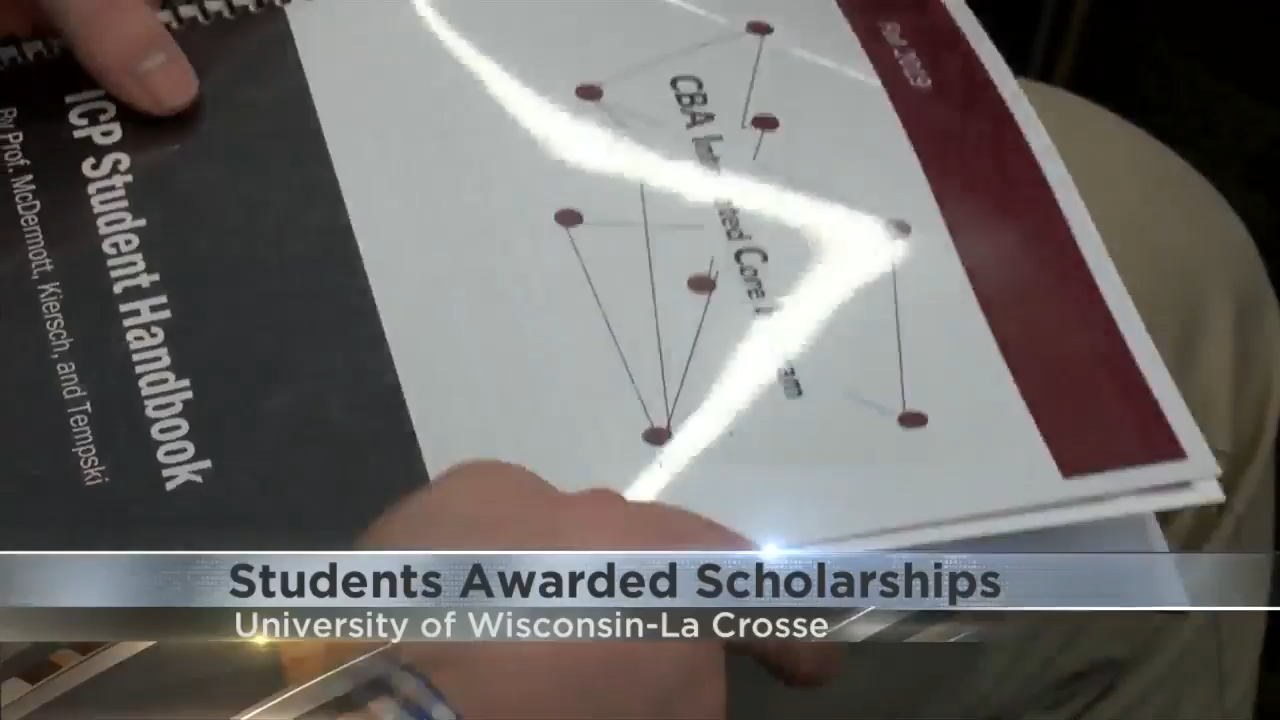 ICP Student Handbook
By Prof. McDermott, Kiersch, and Tempski
CBA
Core
Students Awarded Scholarships
University of Wisconsin-La Crosse